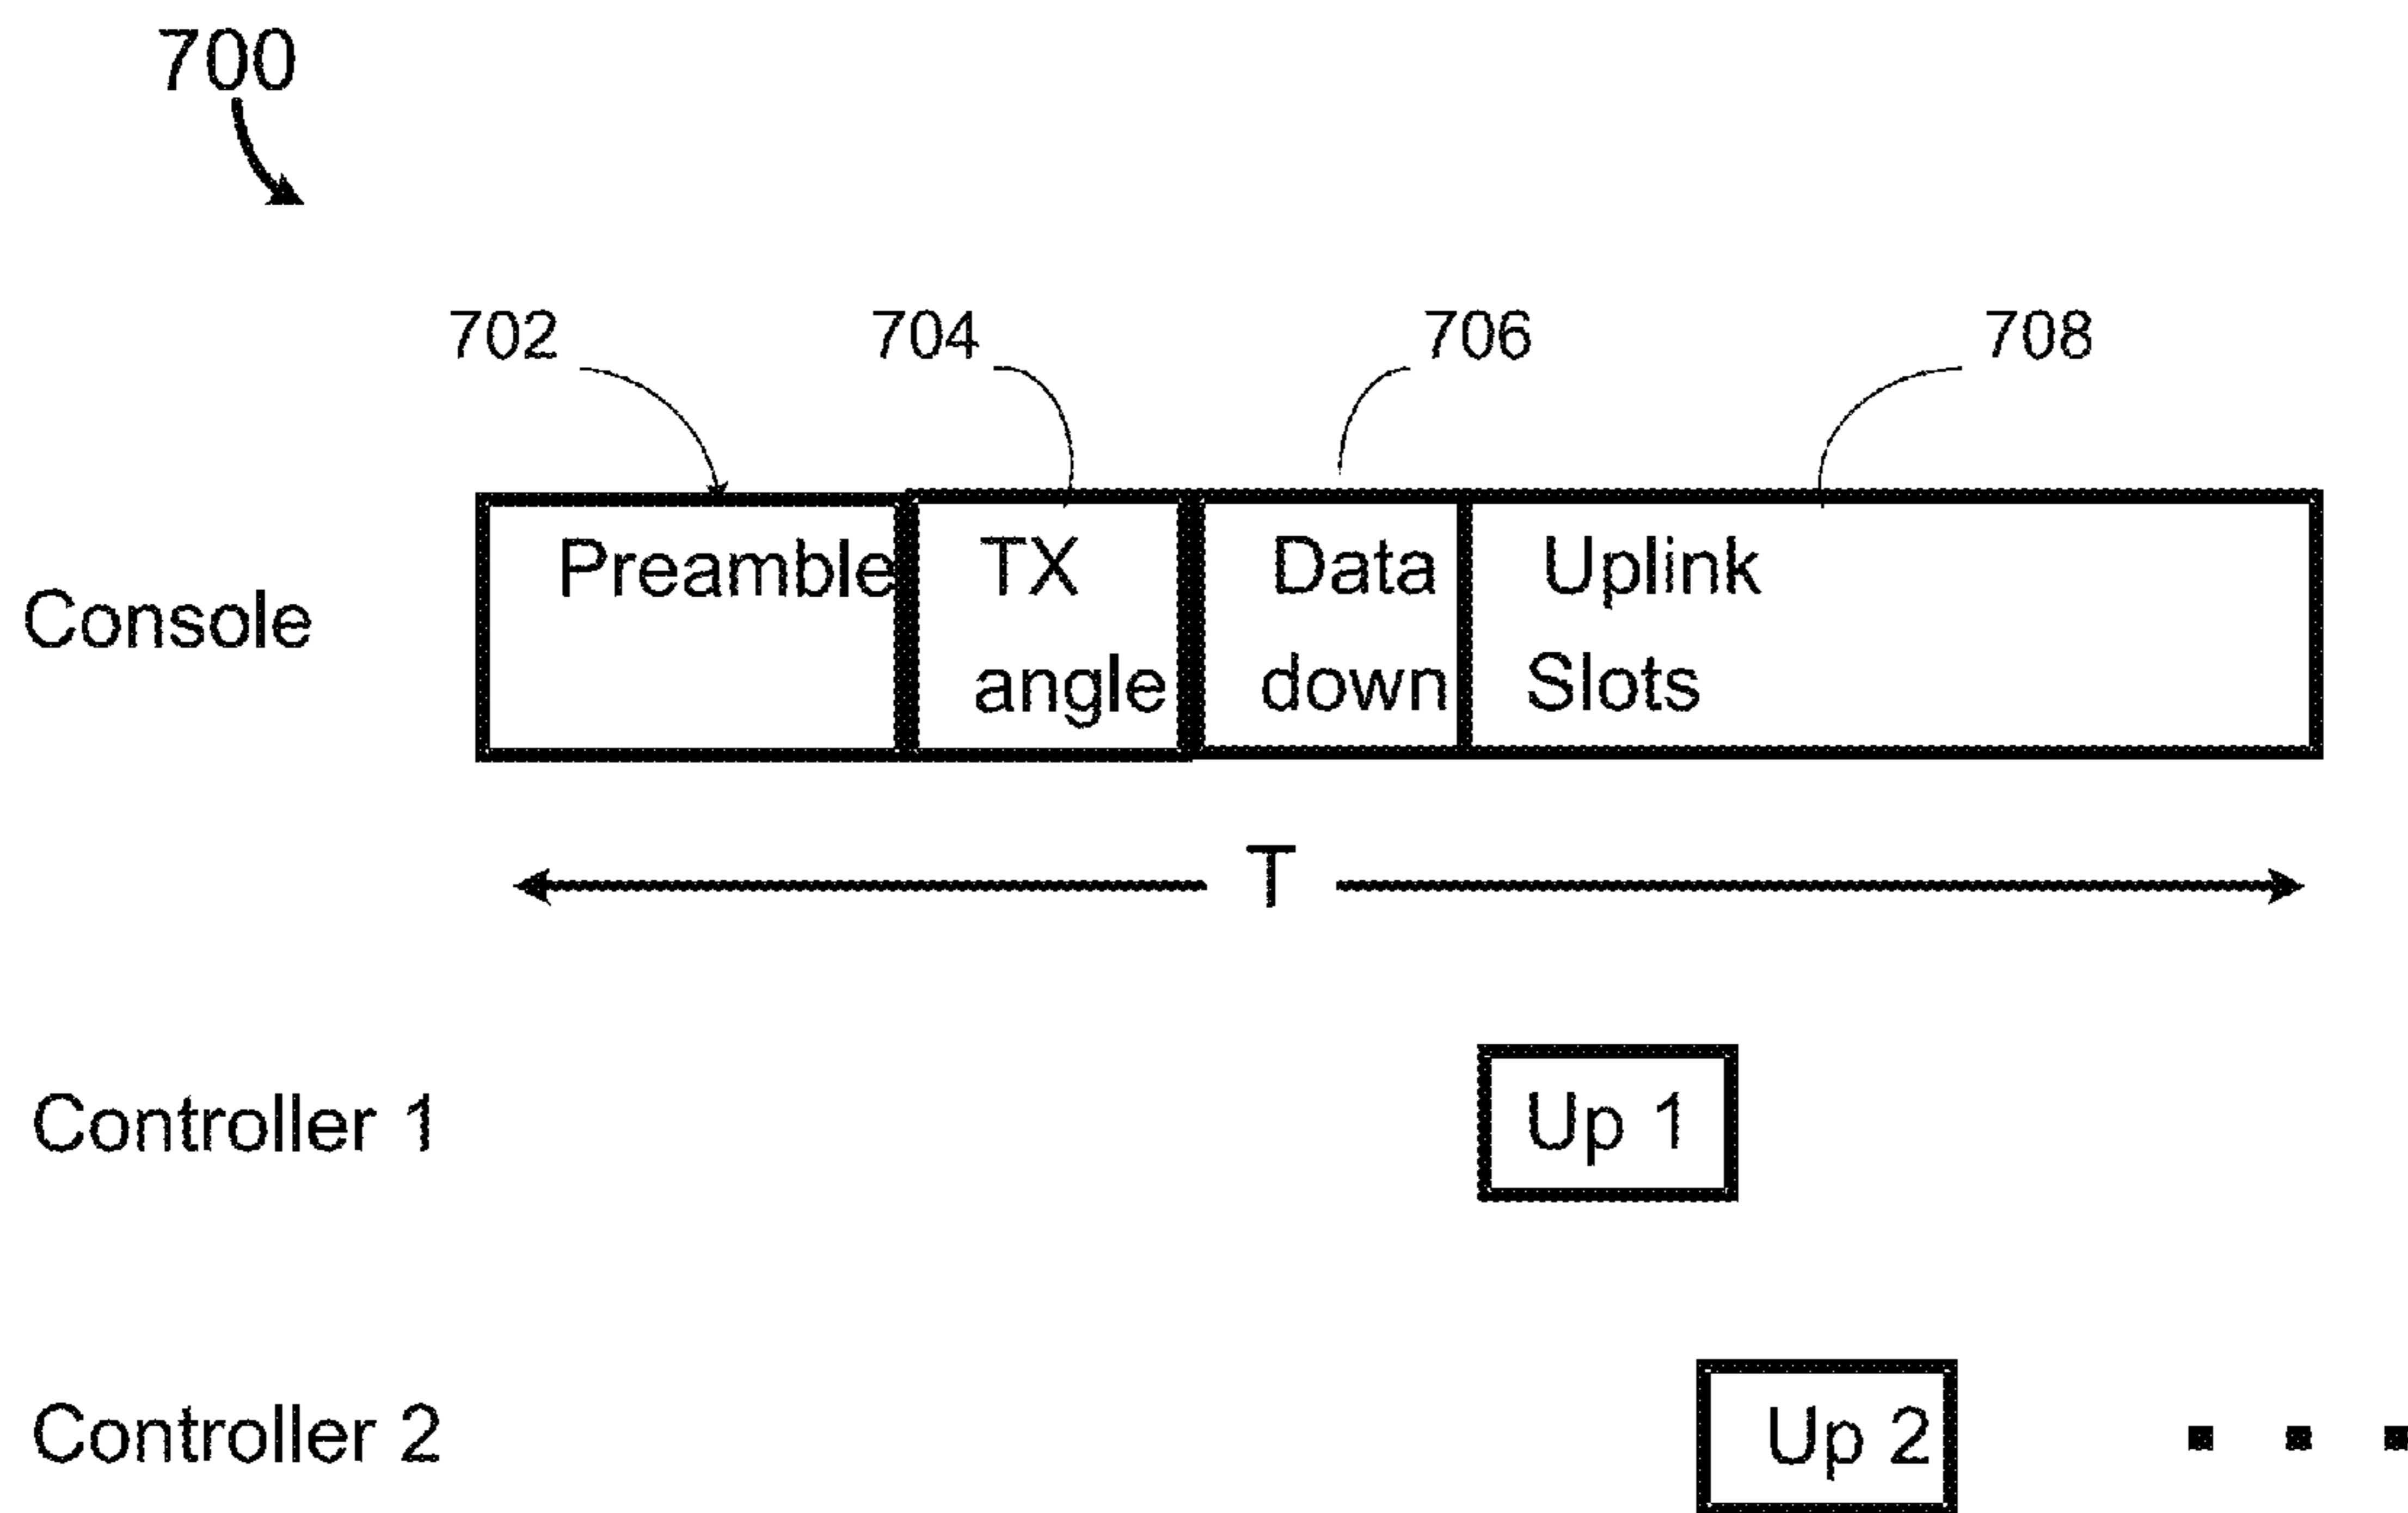 700
702 704 706 708
Console
Preamble TX Data Uplink
angle down Slots
T
Controller 1 Up 1
Controller 2 Up 2 . . .